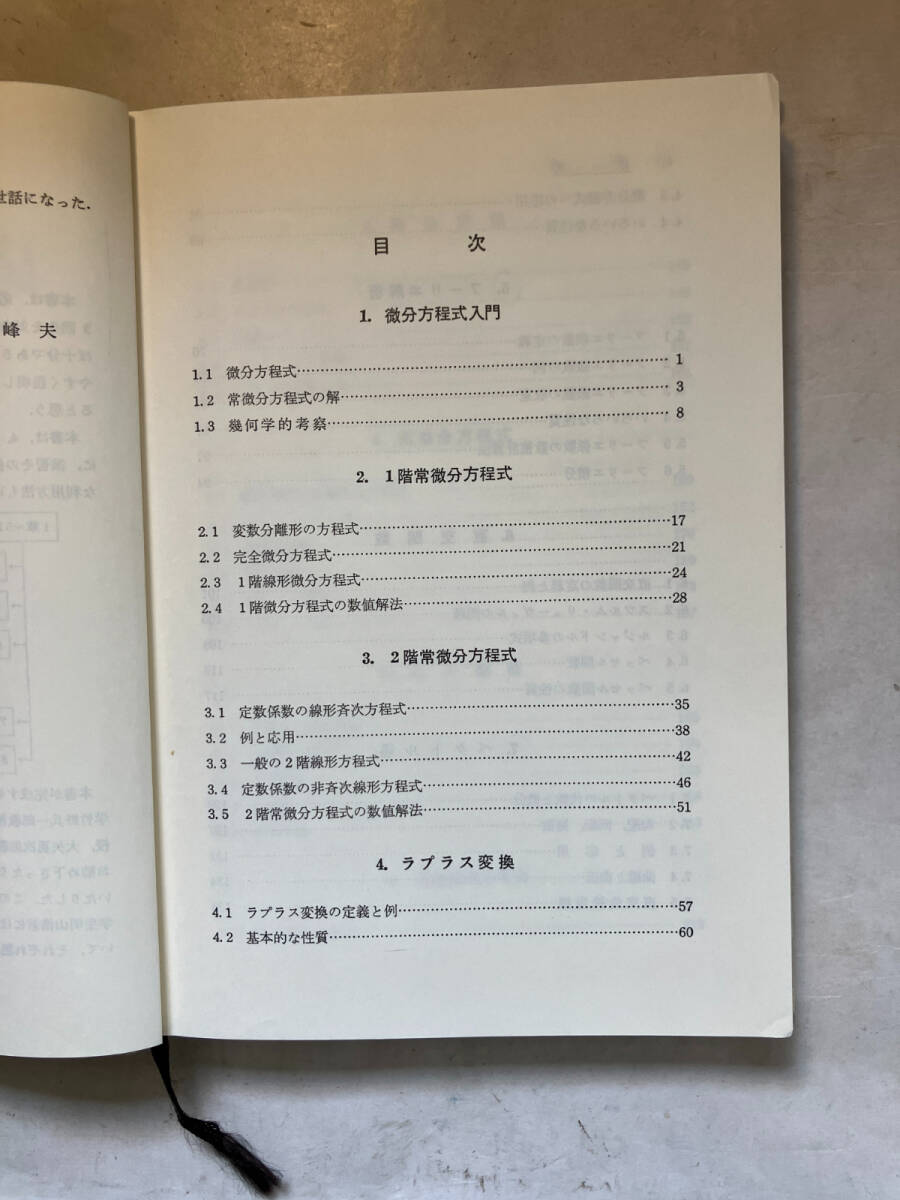 世話になった.
峰 夫
目 次
1. 微分方程式入門
1.1 微分方程式 1
1.2 常微分方程式の解 3
1.3 幾何学的考察 8
2. 1階常微分方程式
2.1 変数分離形の方程式 17
2.2 完全微分方程式 21
2.3 1階線形微分方程式 24
2.4 1階微分方程式の数値解法 28
3. 2階常微分方程式
3.1 定数係数の線形斉次方程式 35
3.2 例と応用 38
3.3 一般の2階線形方程式 42
3.4 定数係数の非斉次線形方程式 46
3.5 2階常微分方程式の数値解法 51
4. ラプラス変換
4.1 ラプラス変換の定義と例 57
4.2 基本的な性質 60